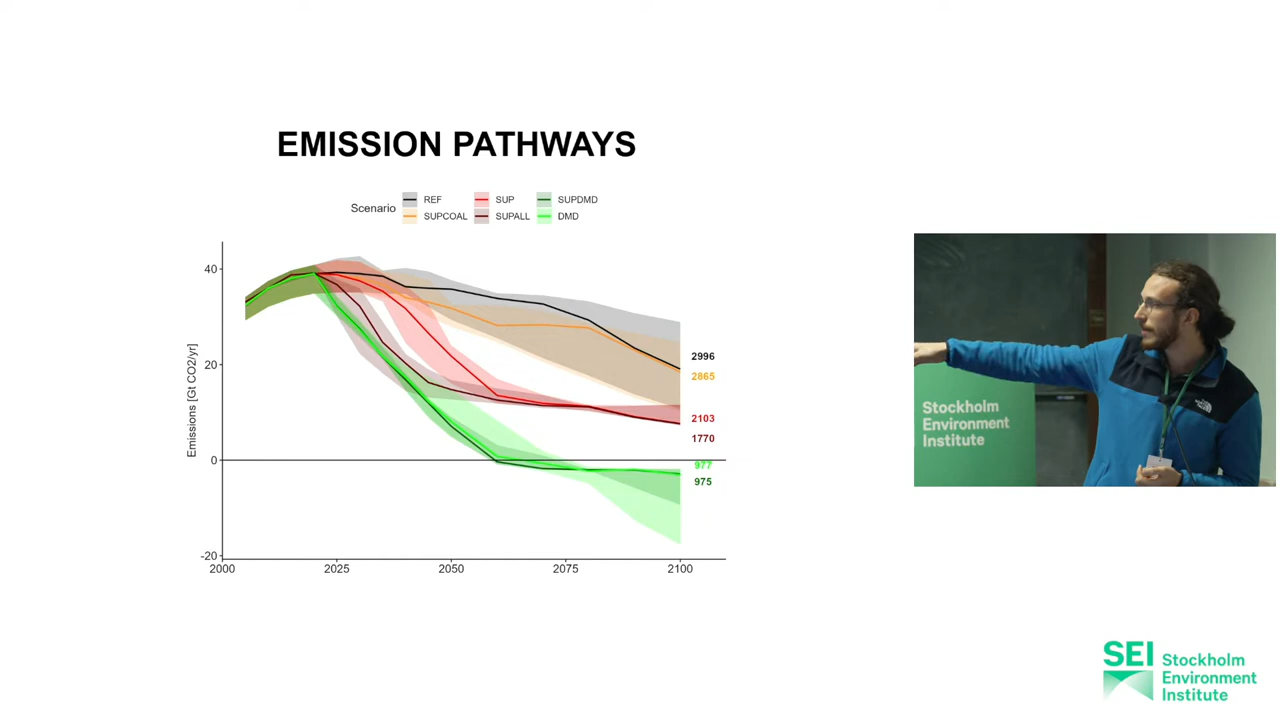 EMISSION PATHWAYS
Scenario
REF
SUP
SUPDMD
SUPCOAL
SUPALL
DMD
Emissions [Gt CO2/yr]
40
20
0
-20
2000
2025
2050
2075
2100
2996
2865
2103
1770
977
975
Stockholm
Environment
Institute
SEI
Stockholm
Environment
Institute